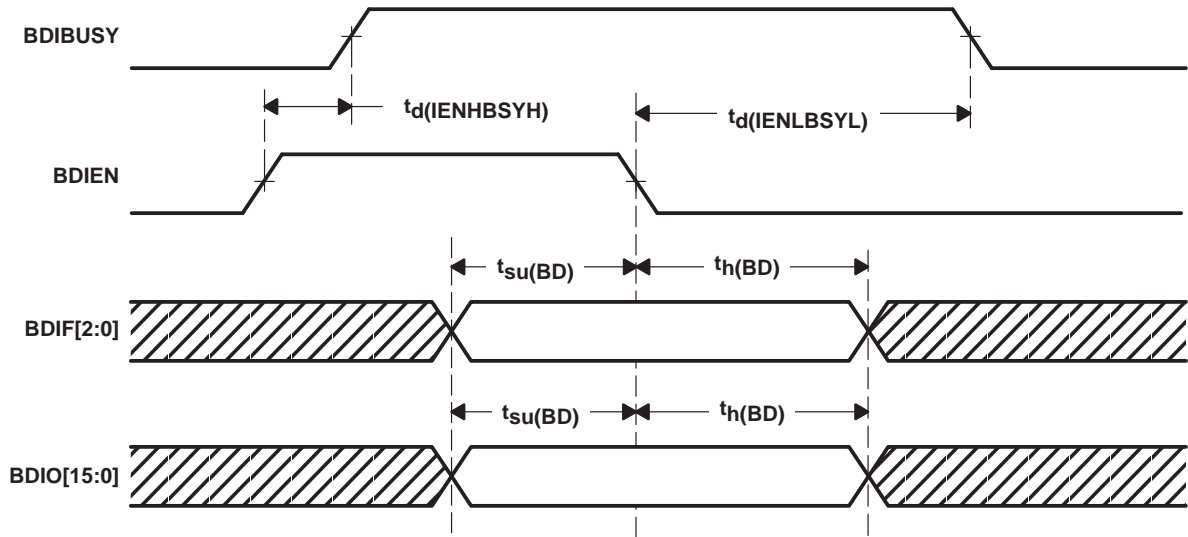 BDIBUSY
td(IENHBSYH)
td(IENLBSYL)
BDIEN
tsu(BD)
th(BD)
BDIF[2:0]
tsu(BD)
th(BD)
BDIO[15:0]